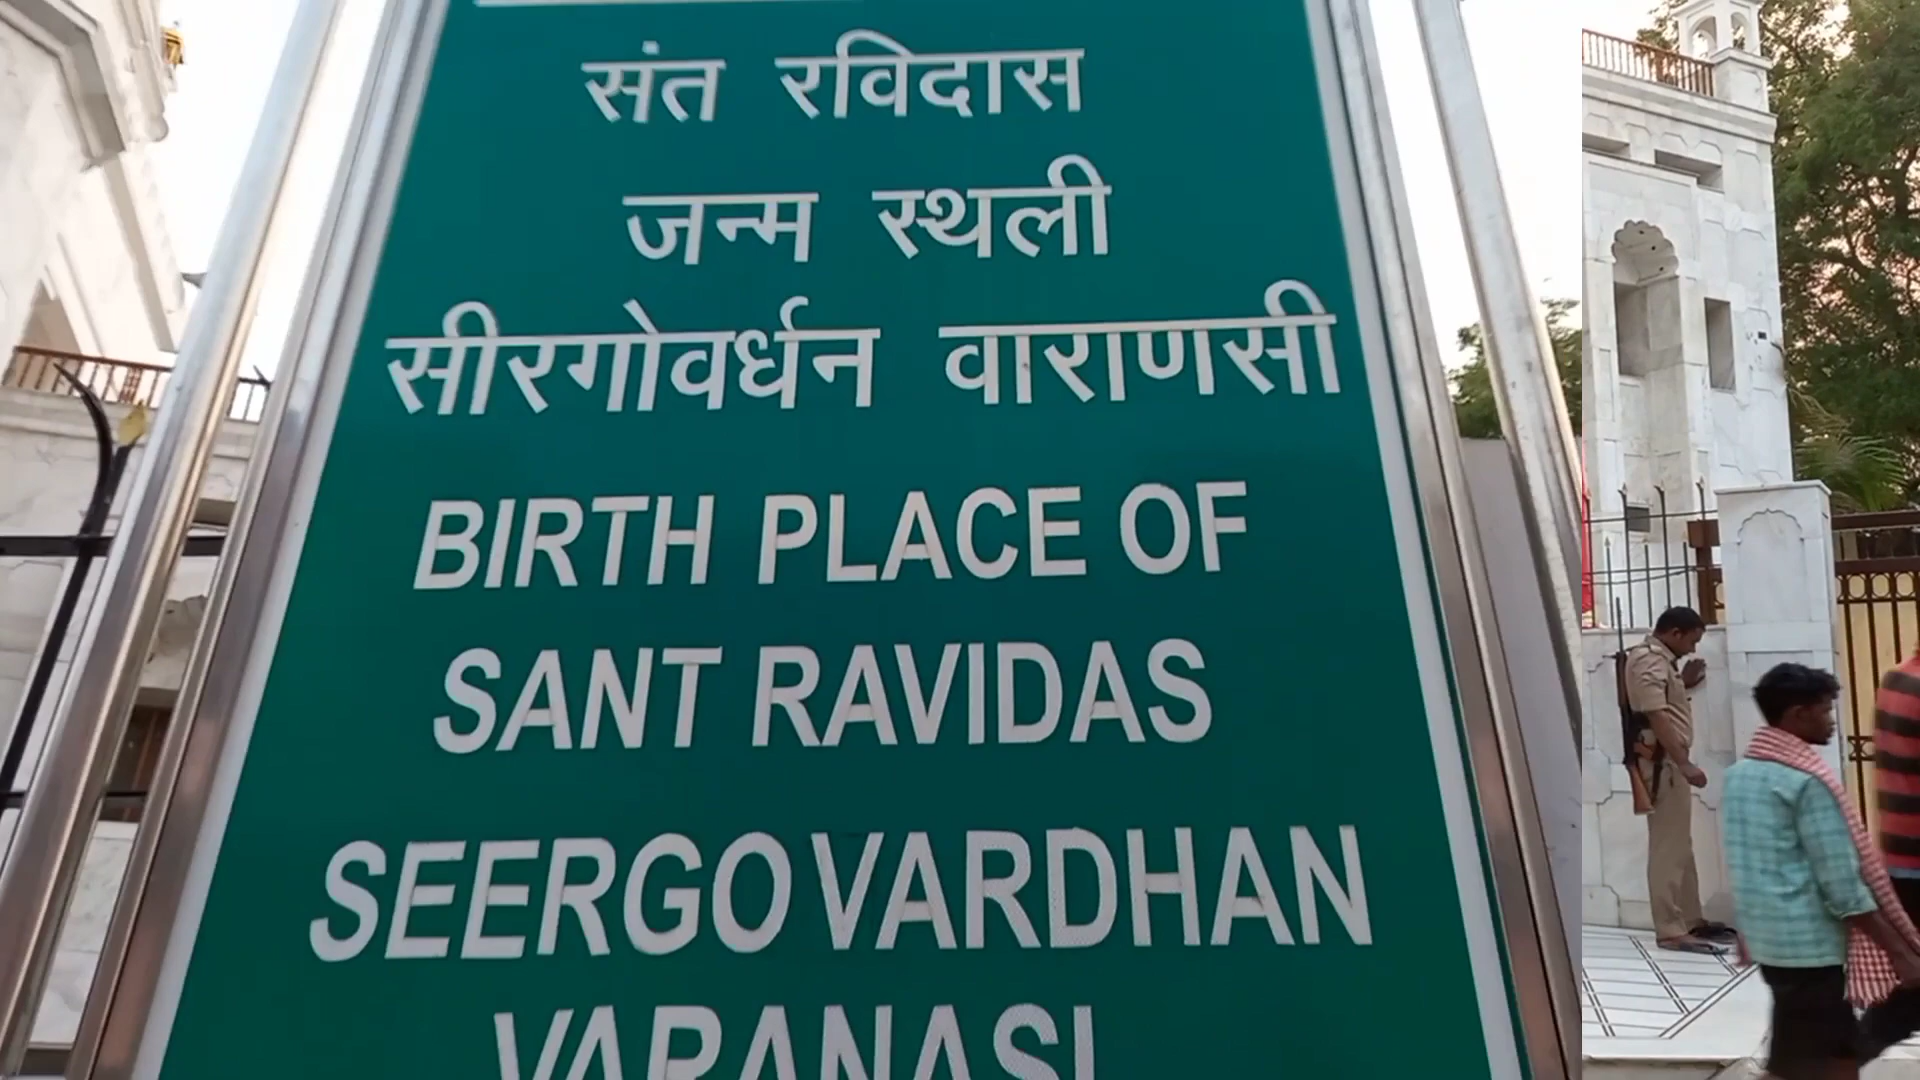 संत रविदास
जन्म स्थली
सीरगोवर्धन वाराणसी
BIRTH PLACE OF
SANT RAVIDAS
SEERGOVARDHAN
VARANASI